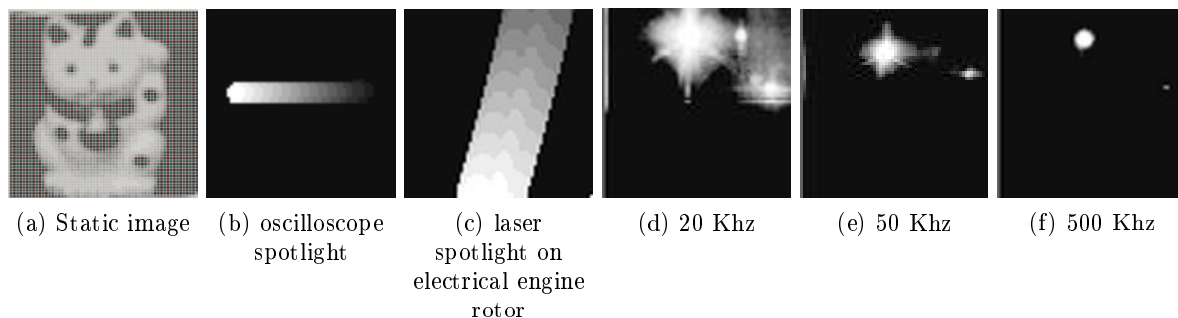 (a) Static image
(b) oscilloscope
spotlight
(c) laser
spotlight on
electrical engine
rotor
(d) 20 Khz
(e) 50 Khz
(f) 500 Khz